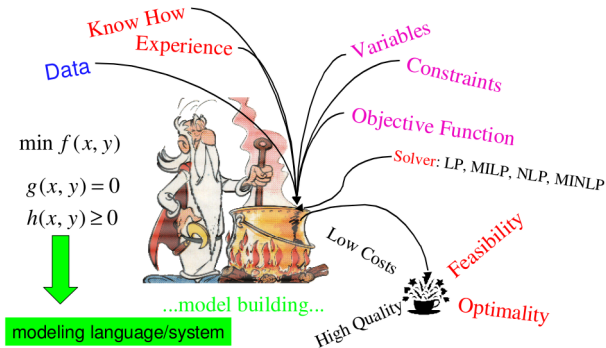 Know How
Experience
Data
Variables
Constraints
Objective Function
Solver: LP, MILP, NLP, MINLP
min f(x, y)
g(x, y) = 0
h(x, y) ≥ 0
Low Costs
High Quality
Feasibility
Optimality
...model building...
modeling language/system